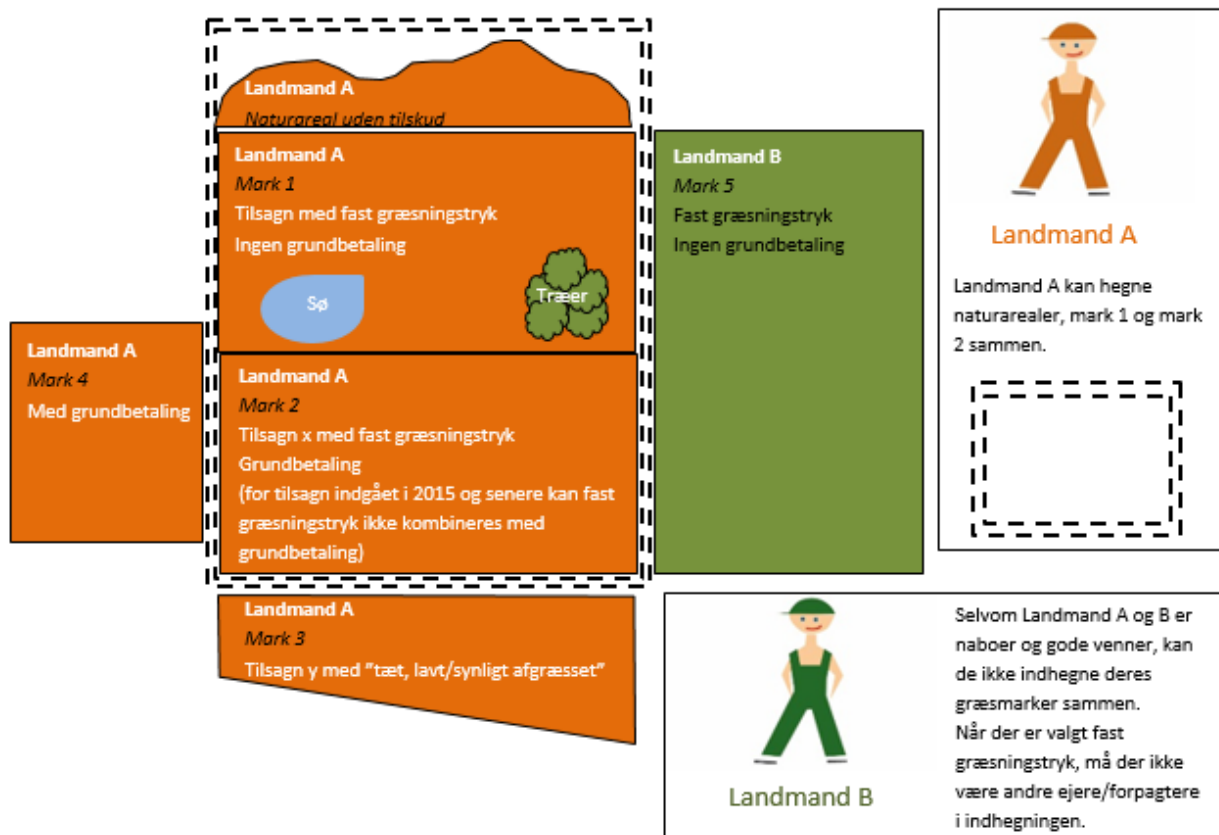 Landmand A
Naturareal uden tilskud
Landmand A
Mark 1
Tilsagn med fast græsningstryk
Ingen grundbetaling
Sø
Træer
Landmand A
Mark 4
Med grundbetaling
Landmand A
Mark 2
Tilsagn x med fast græsningstryk
Grundbetaling
(for tilsagn indgået i 2015 og senere kan fast
græsningstryk ikke kombineres med
grundbetaling)
Landmand A
Mark 3
Tilsagn y med ”tæt, lavt/synligt afgræsset”
Landmand B
Mark 5
Fast græsningstryk
Ingen grundbetaling
Landmand A
Landmand A kan hegne
naturarealer, mark 1 og mark
2 sammen.
Landmand B
Selvom Landmand A og B er
naboer og gode venner, kan
de ikke indhegne deres
græsmarker sammen.
Når der er valgt fast
græsningstryk, må der ikke
være andre ejere/forpagtere
i indhegningen.